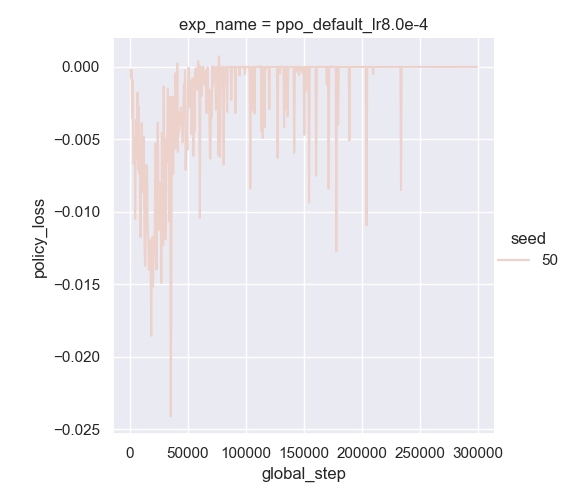 exp_name = ppo_default_lr8.0e-4
0.000
−0.005
−0.010
−0.015
−0.020
−0.025
policy_loss
0 50000 100000 150000 200000 250000 300000
global_step
seed
50